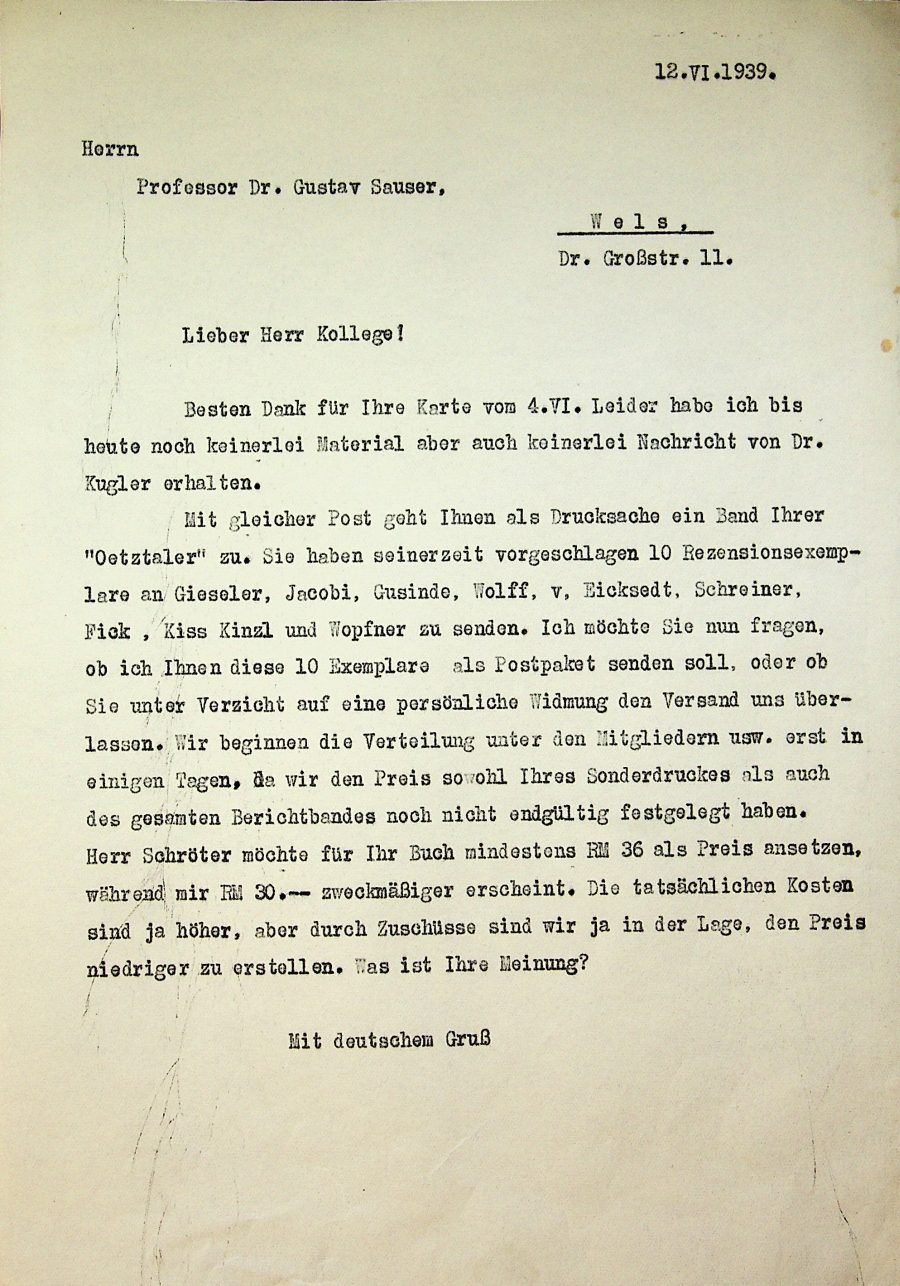 12.VI.1939.
Herrn
Professor Dr. Gustav Sauser,
W e l s ,
Dr. Großstr. 11.
Lieber Herr Kollege!
Besten Dank für Ihre Karte vom 4.VI. Leider habe ich bis
heute noch keinerlei Material aber auch keinerlei Nachricht von Dr.
Kugler erhalten.
Mit gleicher Post geht Ihnen als Drucksache ein Band Ihrer
"Oetztaler" zu. Sie haben seinerzeit vorgeschlagen 10 Rezensionsexemp-
lare an Gieseler, Jacobi, Gusinde, Wolff, v, Eicksedt, Schreiner,
Fick , Kiss Kinzl und Wopfner zu senden. Ich möchte Sie nun fragen,
ob ich Ihnen diese 10 Exemplare als Postpaket senden soll, oder ob
Sie unter Verzicht auf eine persönliche Widmung den Versand uns über-
lassen. Wir beginnen die Verteilung unter den Mitgliedern usw. erst in
einigen Tagen, da wir den Preis sowohl Ihres Sonderdruckes als auch
des gesamten Berichtbandes noch nicht endgültig festgelegt haben.
Herr Schröter möchte für Ihr Buch mindestens RM 36 als Preis ansetzen,
während mir RM 30.-- zweckmäßiger erscheint. Die tatsächlichen Kosten
sind ja höher, aber durch Zuschüsse sind wir ja in der Lage, den Preis
niedriger zu erstellen. Was ist Ihre Meinung?
Mit deutschem Gruß